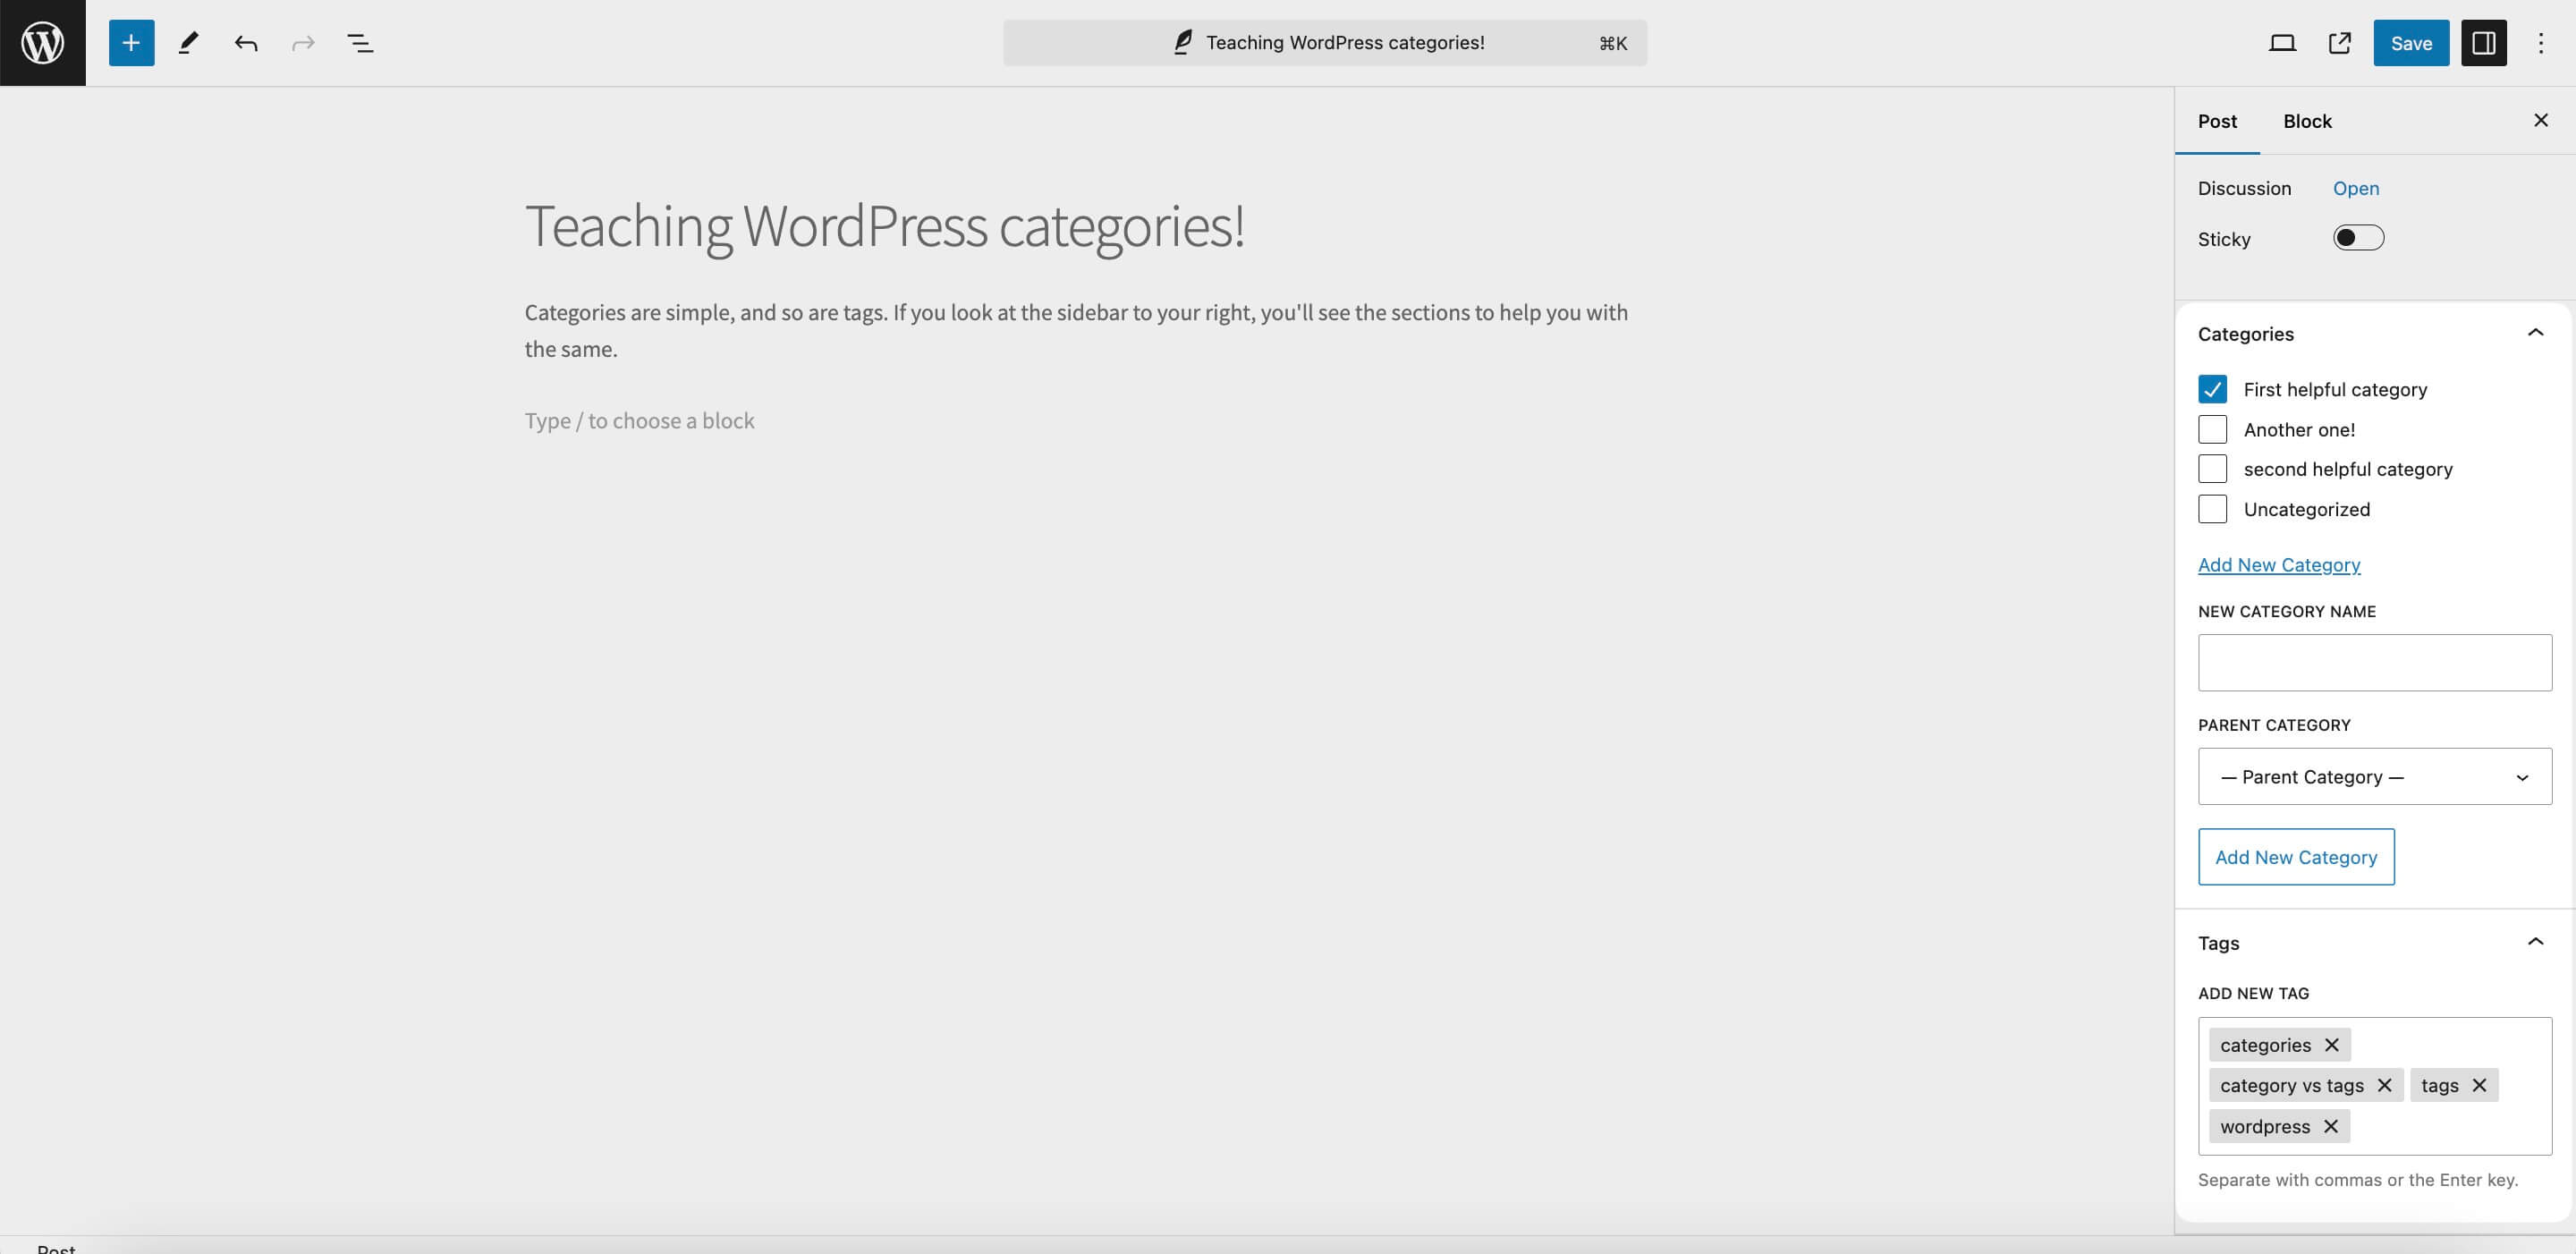 Teaching WordPress categories!
⌘K
Save
Post
Block
Discussion
Open
Sticky
Teaching WordPress categories!
Categories are simple, and so are tags. If you look at the sidebar to your right, you'll see the sections to help you with
the same.
Type / to choose a block
Categories
First helpful category
Another one!
second helpful category
Uncategorized
Add New Category
NEW CATEGORY NAME
PARENT CATEGORY
— Parent Category —
Add New Category
Tags
ADD NEW TAG
categories
category vs tags
tags
wordpress
Separate with commas or the Enter key.
Post